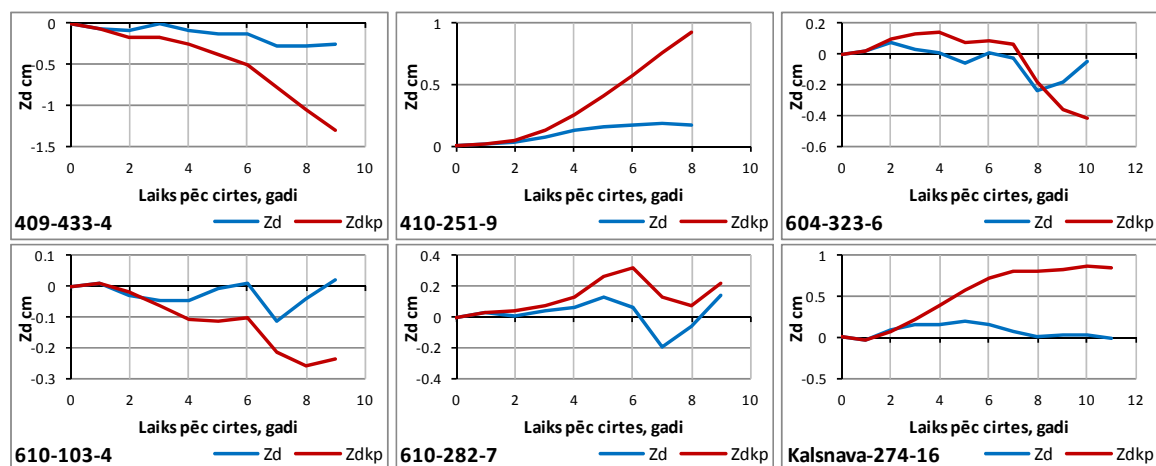 0
-0.5
-1
-1.5
Zd cm
0 2 4 6 8 10
Laiks pēc cirtes, gadi
409-433-4
Zd Zdkp
1
0.5
0
Zd cm
0 2 4 6 8 10
Laiks pēc cirtes, gadi
410-251-9
Zd Zdkp
0.2
0
-0.2
-0.4
-0.6
Zd cm
0 2 4 6 8 10 12
Laiks pēc cirtes, gadi
604-323-6
Zd Zdkp
0.1
0
-0.1
-0.2
-0.3
Zd cm
0 2 4 6 8 10
Laiks pēc cirtes, gadi
610-103-4
Zd Zdkp
0.4
0.2
0
-0.2
-0.4
Zd cm
0 2 4 6 8 10
Laiks pēc cirtes, gadi
610-282-7
Zd Zdkp
1
0.5
0
-0.5
Zd cm
0 2 4 6 8 10 12
Laiks pēc cirtes, gadi
Kalsnava-274-16
Zd Zdkp